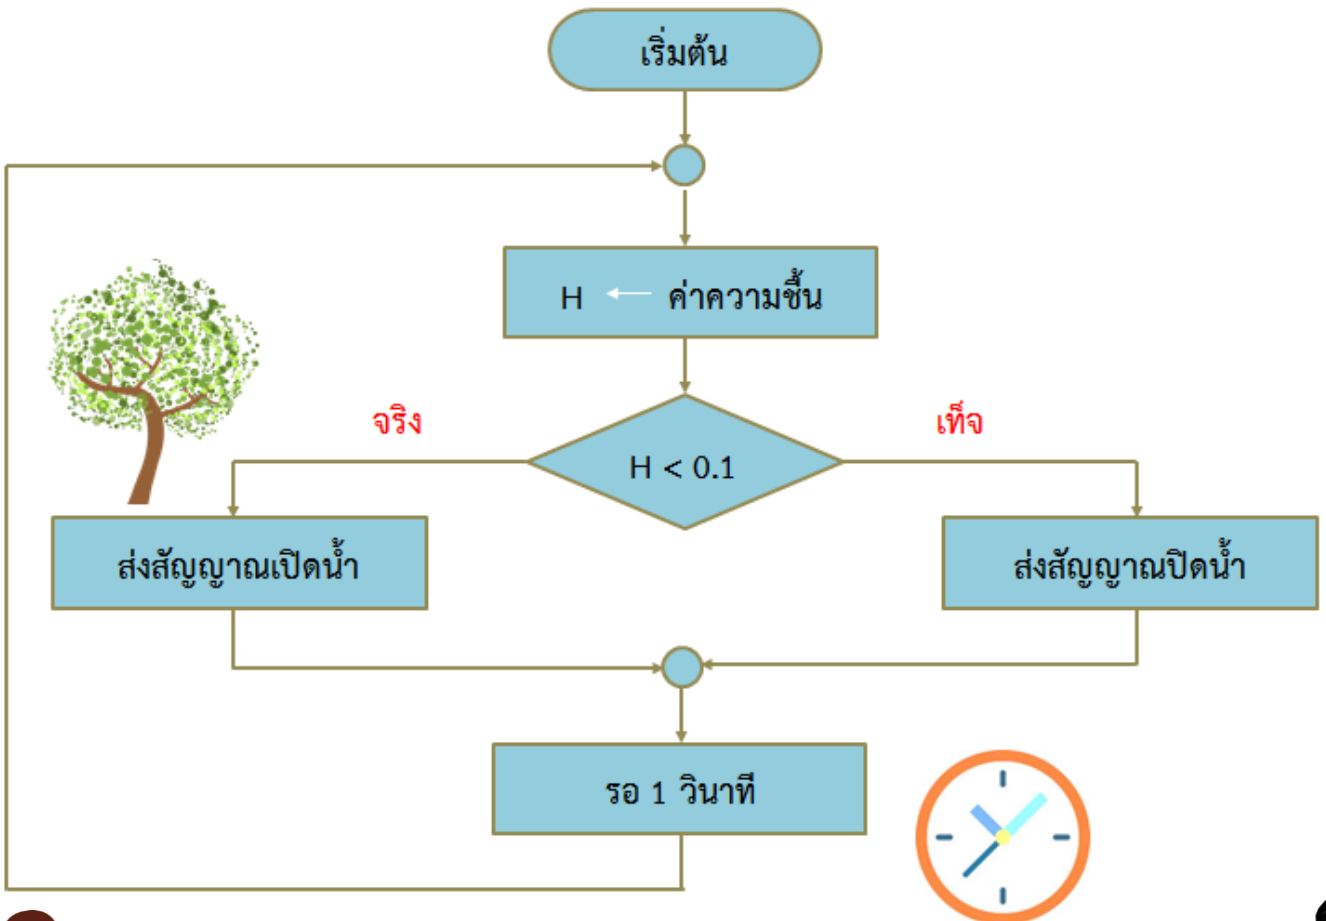 เริ่มต้น
H ← ค่าความชื้น
จริง
เท็จ
H < 0.1
ส่งสัญญาณเปิดน้ำ
ส่งสัญญาณปิดน้ำ
รอ 1 วินาที